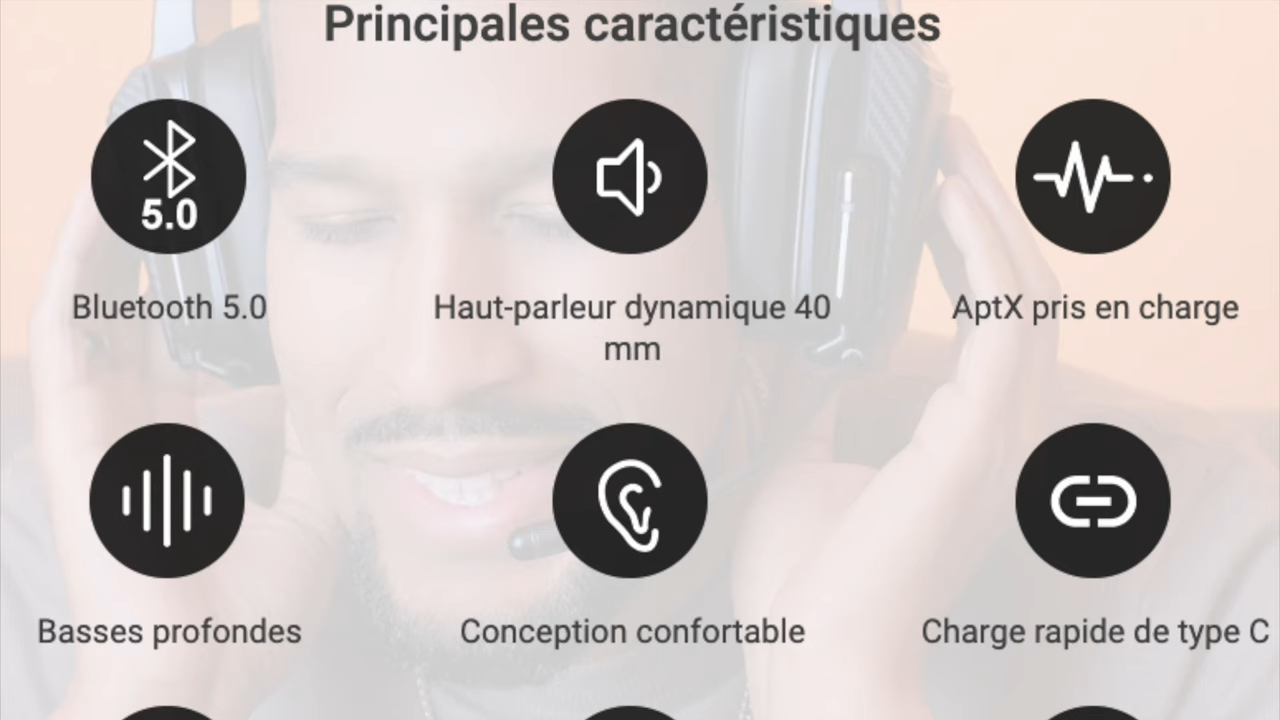 Principales caractéristiques
5.0
Bluetooth 5.0
Haut-parleur dynamique 40
mm
AptX pris en charge
Basses profondes
Conception confortable
Charge rapide de type C